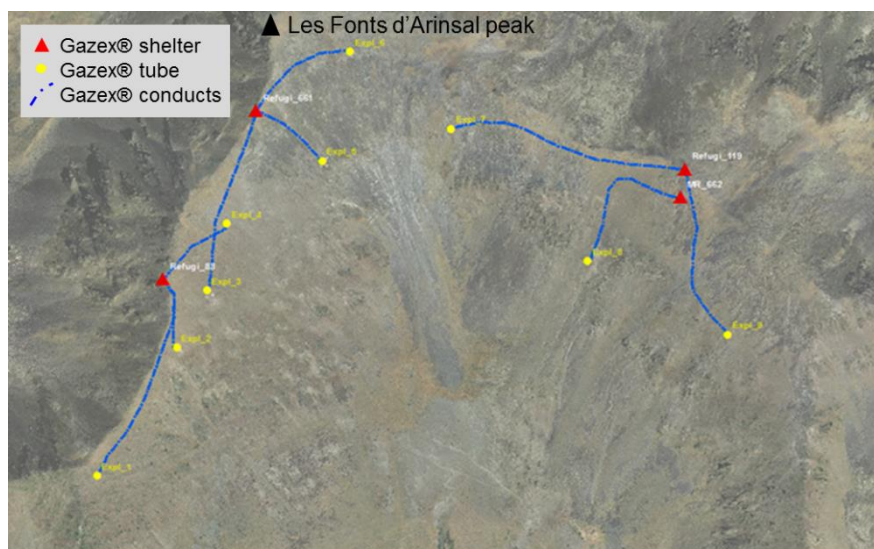 Les Fonts d’Arinsal peak
Gazex® shelter
Gazex® tube
Gazex® conducts
Expl_6
Refugi_661
Expl_5
Expl_7
Refugi_119
MR_662
Expl_4
Expl_8
Refugi_83
Expl_3
Expl_9
Expl_2
Expl_1